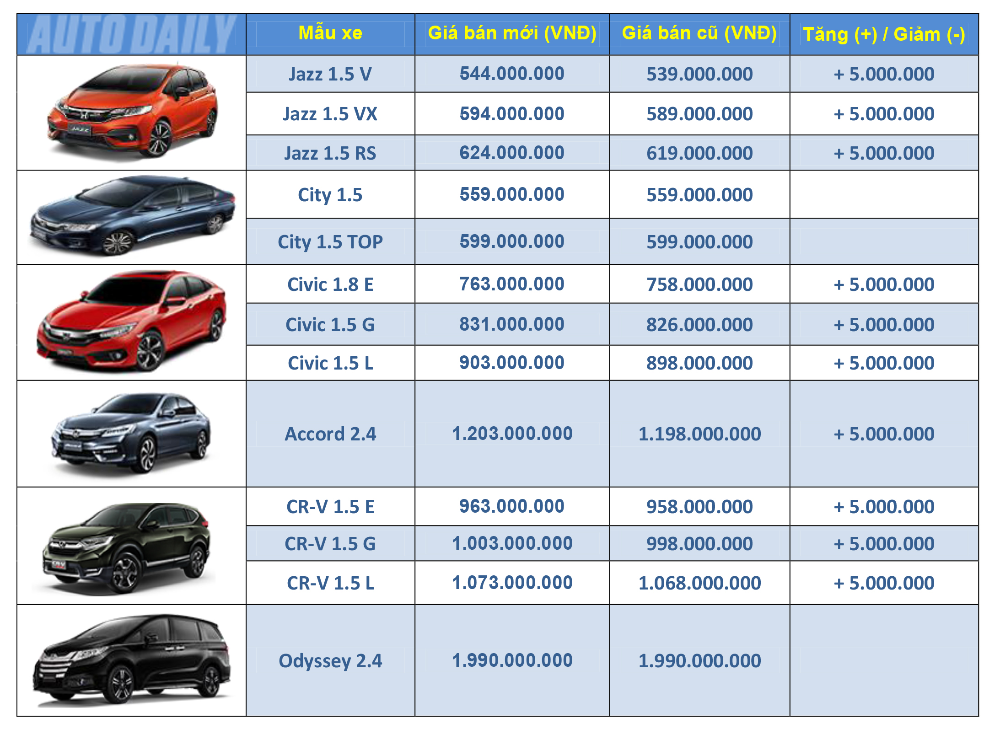 AUTO DAILY Mẫu xe Giá bán mới (VNĐ) Giá bán cũ (VNĐ) Tăng (+) / Giảm (-)
Jazz 1.5 V 544.000.000 539.000.000 + 5.000.000
Jazz 1.5 VX 594.000.000 589.000.000 + 5.000.000
JAZZ
Jazz 1.5 RS 624.000.000 619.000.000 + 5.000.000
City 1.5 559.000.000 559.000.000
City 1.5 TOP 599.000.000 599.000.000
Civic 1.8 E 763.000.000 758.000.000 + 5.000.000
Civic 1.5 G 831.000.000 826.000.000 + 5.000.000
Civic 1.5 L 903.000.000 898.000.000 + 5.000.000
Accord 2.4 1.203.000.000 1.198.000.000 + 5.000.000
CR-V 1.5 E 963.000.000 958.000.000 + 5.000.000
CR-V 1.5 G 1.003.000.000 998.000.000 + 5.000.000
CR-V
CR-V 1.5 L 1.073.000.000 1.068.000.000 + 5.000.000
Odyssey 2.4 1.990.000.000 1.990.000.000